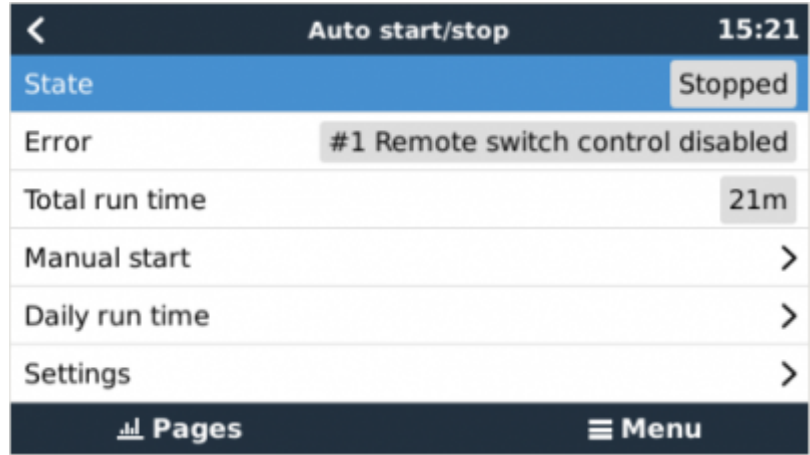 Auto start/stop 15:21
State Stopped
Error #1 Remote switch control disabled
Total run time 21m
Manual start
Daily run time
Settings
Pages Menu